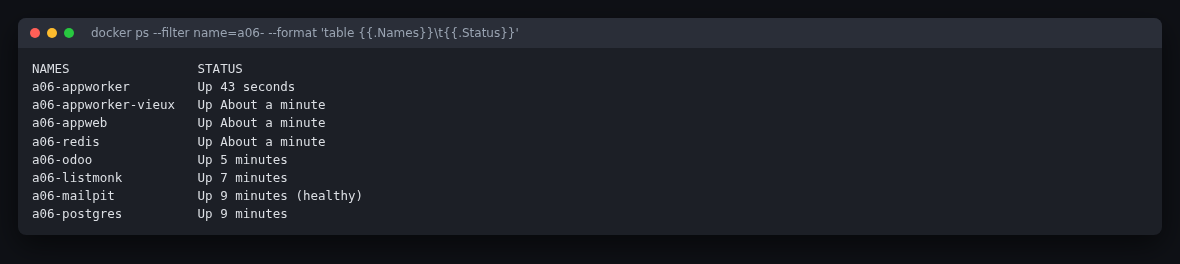 docker ps --filter name=a06- --format 'table {{.Names}}\t{{.Status}}'
NAMES                 STATUS
a06-appworker         Up 43 seconds
a06-appworker-vieux   Up About a minute
a06-appweb            Up About a minute
a06-redis             Up About a minute
a06-odoo              Up 5 minutes
a06-listmonk          Up 7 minutes
a06-mailpit           Up 9 minutes (healthy)
a06-postgres          Up 9 minutes